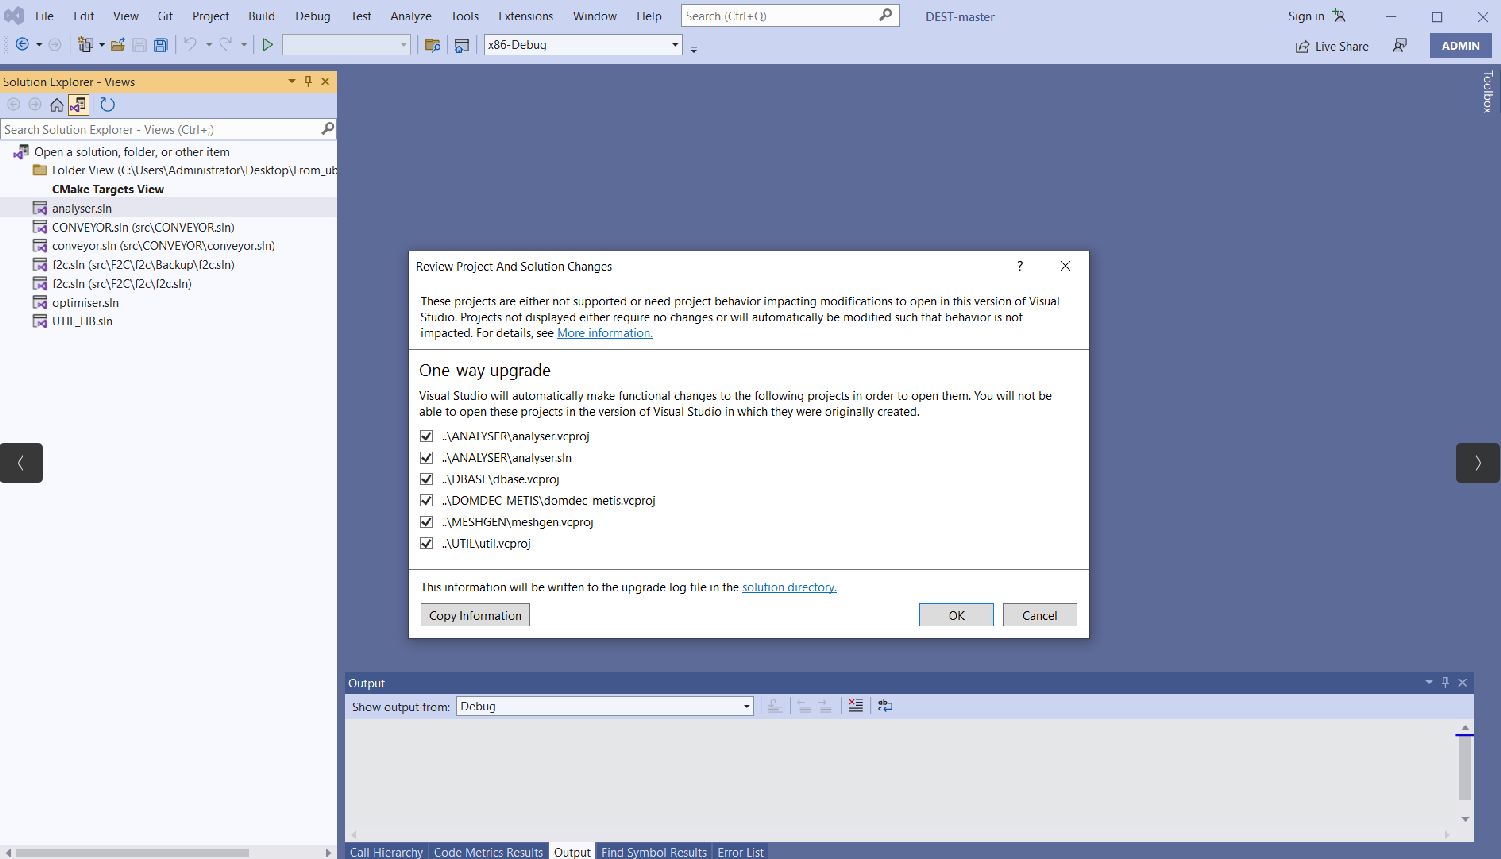 File Edit View Git Project Build Debug Test Analyze Tools Extensions Window Help Search (Ctrl+Q) DEST-master Sign in
x86-Debug Live Share ADMIN
Toolbox
Solution Explorer - Views
Search Solution Explorer - Views (Ctrl+;)
Open a solution, folder, or other item
Folder View (C:\Users\Administrator\Desktop\From_ub
CMake Targets View
analyser.sln
CONVEYOR.sln (src\CONVEYOR.sln)
conveyor.sln (src\CONVEYOR\conveyor.sln)
f2c.sln (src\F2C\f2c\Backup\f2c.sln)
f2c.sln (src\F2C\f2c\f2c.sln)
optimiser.sln
UTIL_LIB.sln
Review Project And Solution Changes ?
These projects are either not supported or need project behavior impacting modifications to open in this version of Visual
Studio. Projects not displayed either require no changes or will automatically be modified such that behavior is not
impacted. For details, see More information.
One-way upgrade
Visual Studio will automatically make functional changes to the following projects in order to open them. You will not be
able to open these projects in the version of Visual Studio in which they were originally created.
..\ANALYSER\analyser.vcproj
..\ANALYSER\analyser.sln
..\DBASE\dbase.vcproj
..\DOMDEC-METIS\domdec-metis.vcproj
..\MESHGEN\meshgen.vcproj
..\UTIL\util.vcproj
This information will be written to the upgrade log file in the solution directory.
Copy Information OK Cancel
Output
Show output from: Debug
Call Hierarchy Code Metrics Results Output Find Symbol Results Error List